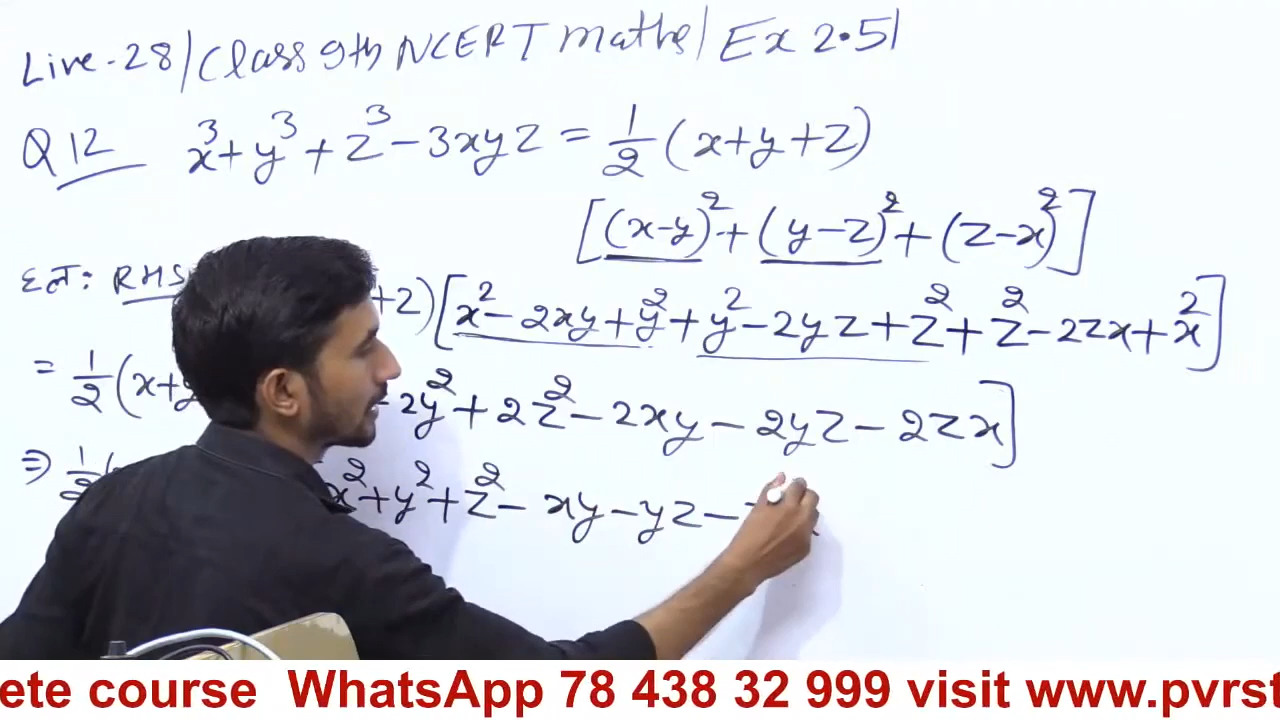 Live-28/Class 9th NCERT maths/Ex 2.5/
Q 12 x³+y³+z³-3xyz = 1/2 (x+y+z)
[(x-y)²+(y-z)²+(z-x)²]
हल: RHS +z)[x²-2xy+y²+y²-2yz+z²+z²-2zx+x²]
= 1/2 (x+y 2y²+2z²-2xy-2yz-2zx]
⇒ 1/2 x²+y²+z²-xy-yz-
ete course WhatsApp 78 438 32 999 visit www.pvrst